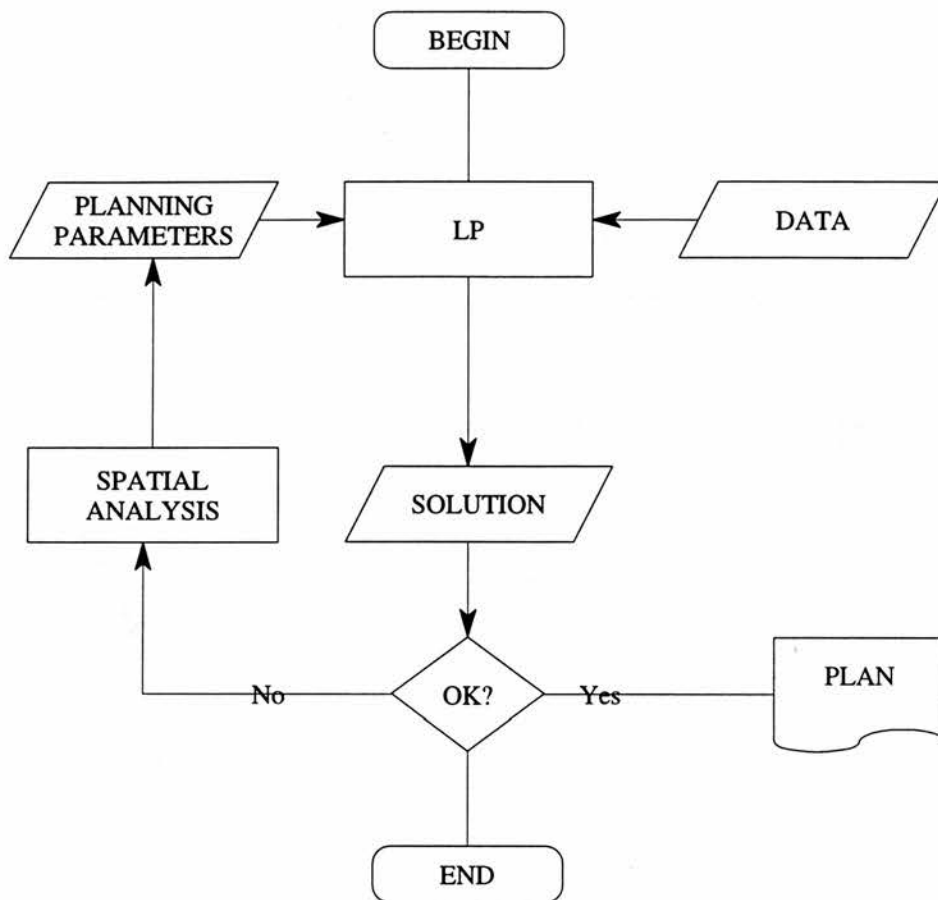 BEGIN
PLANNING
PARAMETERS
LP
DATA
SPATIAL
ANALYSIS
SOLUTION
No
OK?
Yes
PLAN
END